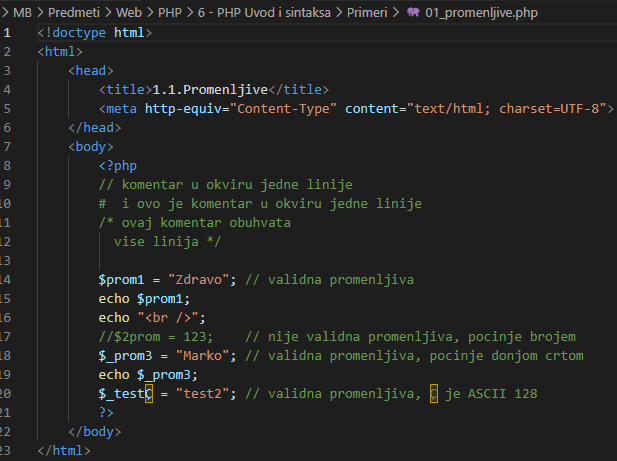 MB > Predmeti > Web > PHP > 6 - PHP Uvod i sintaksa > Primeri > 01_promenljive.php
1 <!doctype html>
2 <html>
3 <head>
4 <title>1.1.Promenljive</title>
5 <meta http-equiv="Content-Type" content="text/html; charset=UTF-8">
6 </head>
7 <body>
8 <?php
9 // komentar u okviru jedne linije
10 # i ovo je komentar u okviru jedne linije
11 /* ovaj komentar obuhvata
12 vise linija */
13
14 $prom1 = "Zdravo"; // validna promenljiva
15 echo $prom1;
16 echo "<br />";
17 //$2prom = 123; // nije validna promenljiva, pocinje brojem
18 $_prom3 = "Marko"; // validna promenljiva, pocinje donjom crtom
19 echo $_prom3;
20 $_testÇ = "test2"; // validna promenljiva, Ç je ASCII 128
21 ?>
22 </body>
23 </html>